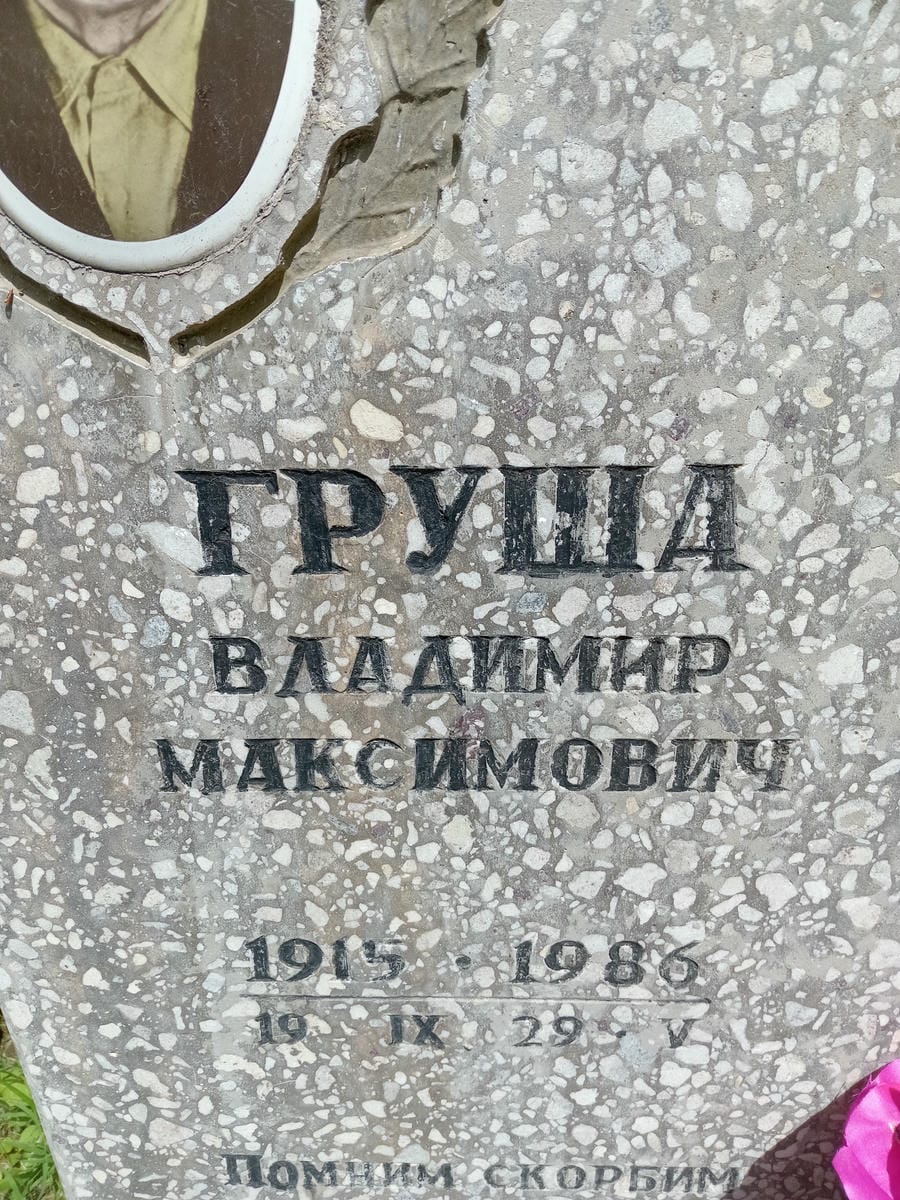 ГРУША
ВЛАДИМИР
МАКСИМОВИЧ
1915 · 1986
19 IX 29 · V
Помним скорбим